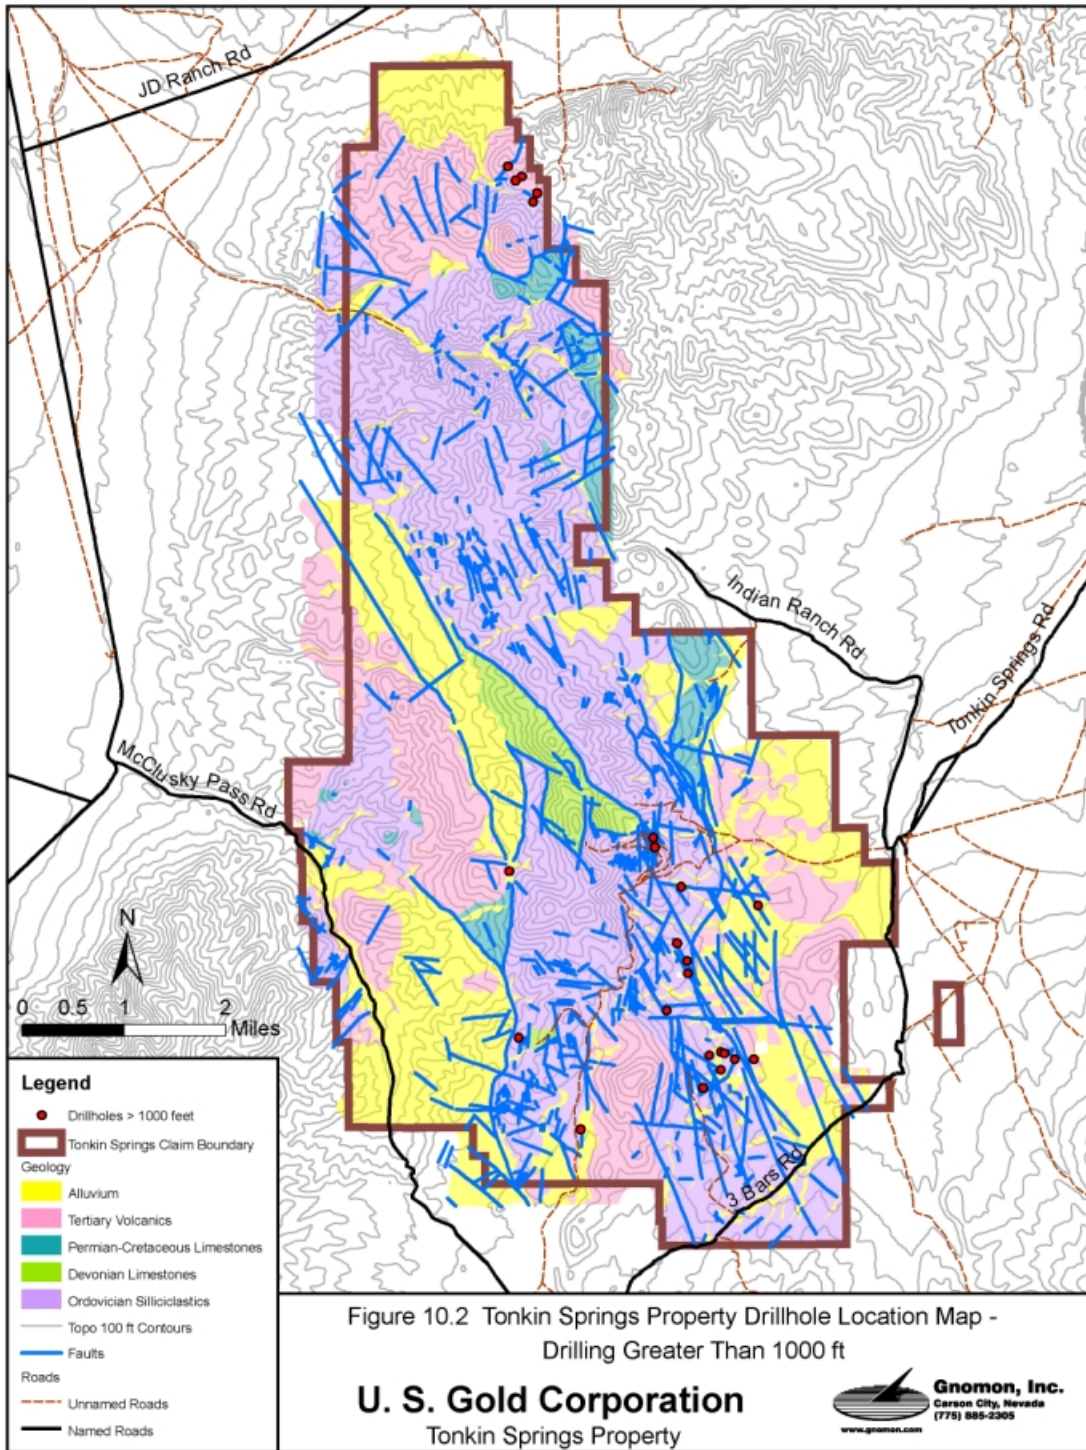 JD Ranch Rd
Indian Ranch Rd
Tonkin Springs Rd
McClusky Pass Rd
N
0 0.5 1 2
Miles
3 Bars Rd
Legend
Drillholes > 1000 feet
Tonkin Springs Claim Boundary
Geology
Alluvium
Tertiary Volcanics
Permian-Cretaceous Limestones
Devonian Limestones
Ordovician Silliciclastics
Topo 100 ft Contours
Faults
Roads
Unnamed Roads
Named Roads
Figure 10.2 Tonkin Springs Property Drillhole Location Map -
Drilling Greater Than 1000 ft
U. S. Gold Corporation
Tonkin Springs Property
Gnomon, Inc.
Carson City, Nevada
(775) 885-2305
www.gnomon.com